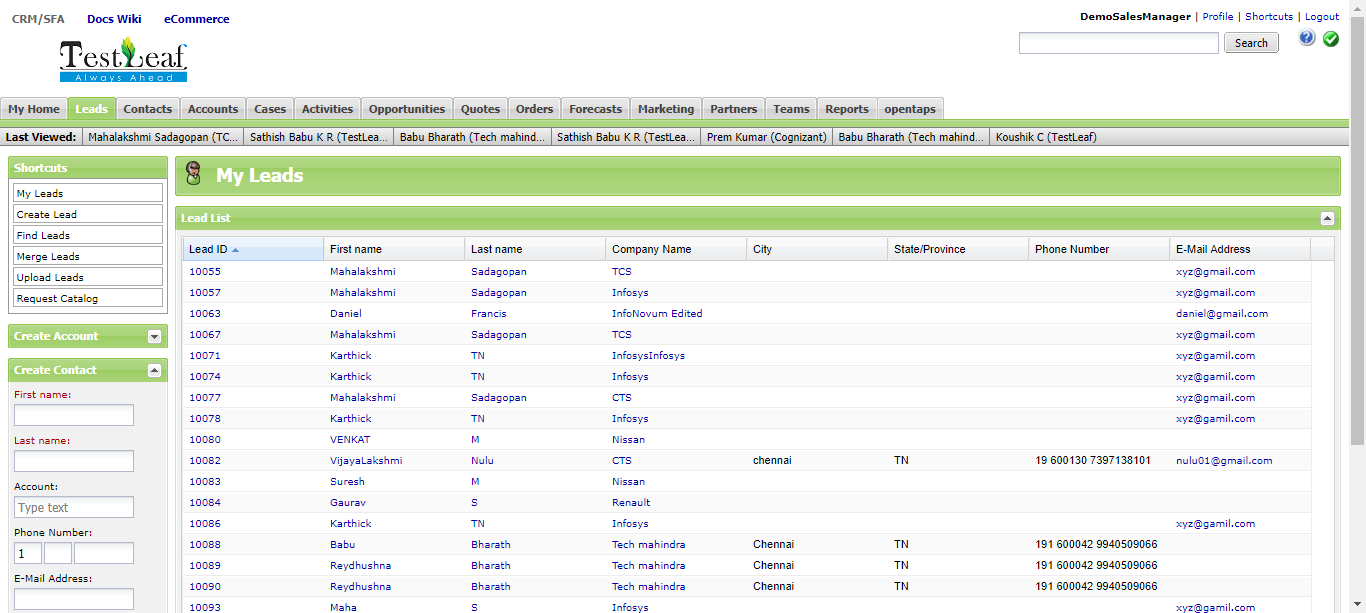 CRM/SFA Docs Wiki eCommerce
DemoSalesManager | Profile | Shortcuts | Logout
Search
TestLeaf
Always Ahead
My Home Leads Contacts Accounts Cases Activities Opportunities Quotes Orders Forecasts Marketing Partners Teams Reports opentaps
Last Viewed: Mahalakshmi Sadagopan (TC... Sathish Babu K R (TestLea... Babu Bharath (Tech mahind... Sathish Babu K R (TestLea... Prem Kumar (Cognizant) Babu Bharath (Tech mahind... Koushik C (TestLeaf)
Shortcuts
My Leads
Create Lead
Find Leads
Merge Leads
Upload Leads
Request Catalog
Create Account
Create Contact
First name:
Last name:
Account:
Type text
Phone Number:
1
E-Mail Address:
My Leads
Lead List
Lead ID First name Last name Company Name City State/Province Phone Number E-Mail Address
10055 Mahalakshmi Sadagopan TCS xyz@gmail.com
10057 Mahalakshmi Sadagopan Infosys xyz@gmail.com
10063 Daniel Francis InfoNovum Edited daniel@gmail.com
10067 Mahalakshmi Sadagopan TCS xyz@gmail.com
10071 Karthick TN InfosysInfosys xyz@gamil.com
10074 Karthick TN Infosys xyz@gamil.com
10077 Mahalakshmi Sadagopan CTS xyz@gmail.com
10078 Karthick TN Infosys xyz@gamil.com
10080 VENKAT M Nissan
10082 VijayaLakshmi Nulu CTS chennai TN 19 600130 7397138101 nulu01@gmail.com
10083 Suresh M Nissan
10084 Gaurav S Renault
10086 Karthick TN Infosys xyz@gamil.com
10088 Babu Bharath Tech mahindra Chennai TN 191 600042 9940509066
10089 Reydhushna Bharath Tech mahindra Chennai TN 191 600042 9940509066
10090 Reydhushna Bharath Tech mahindra Chennai TN 191 600042 9940509066
10093 Maha S Infosys xyz@gmail.com